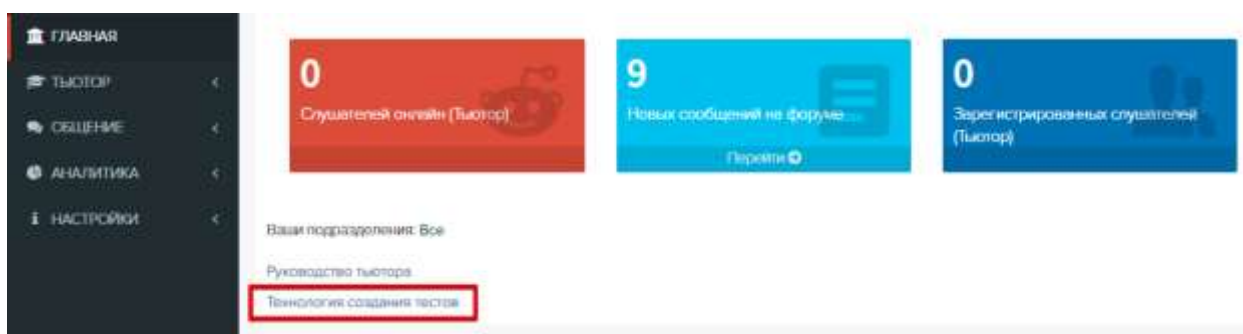 ГЛАВНАЯ
ТЬЮТОР
ОБЩЕНИЕ
АНАЛИТИКА
НАСТРОЙКИ
0
Слушателей онлайн (Тьютор)
9
Новых сообщений на форуме
Перейти
0
Зарегистрированных слушателей
(Тьютор)
Ваши подразделения: Все
Руководство тьютора
Технология создания тестов